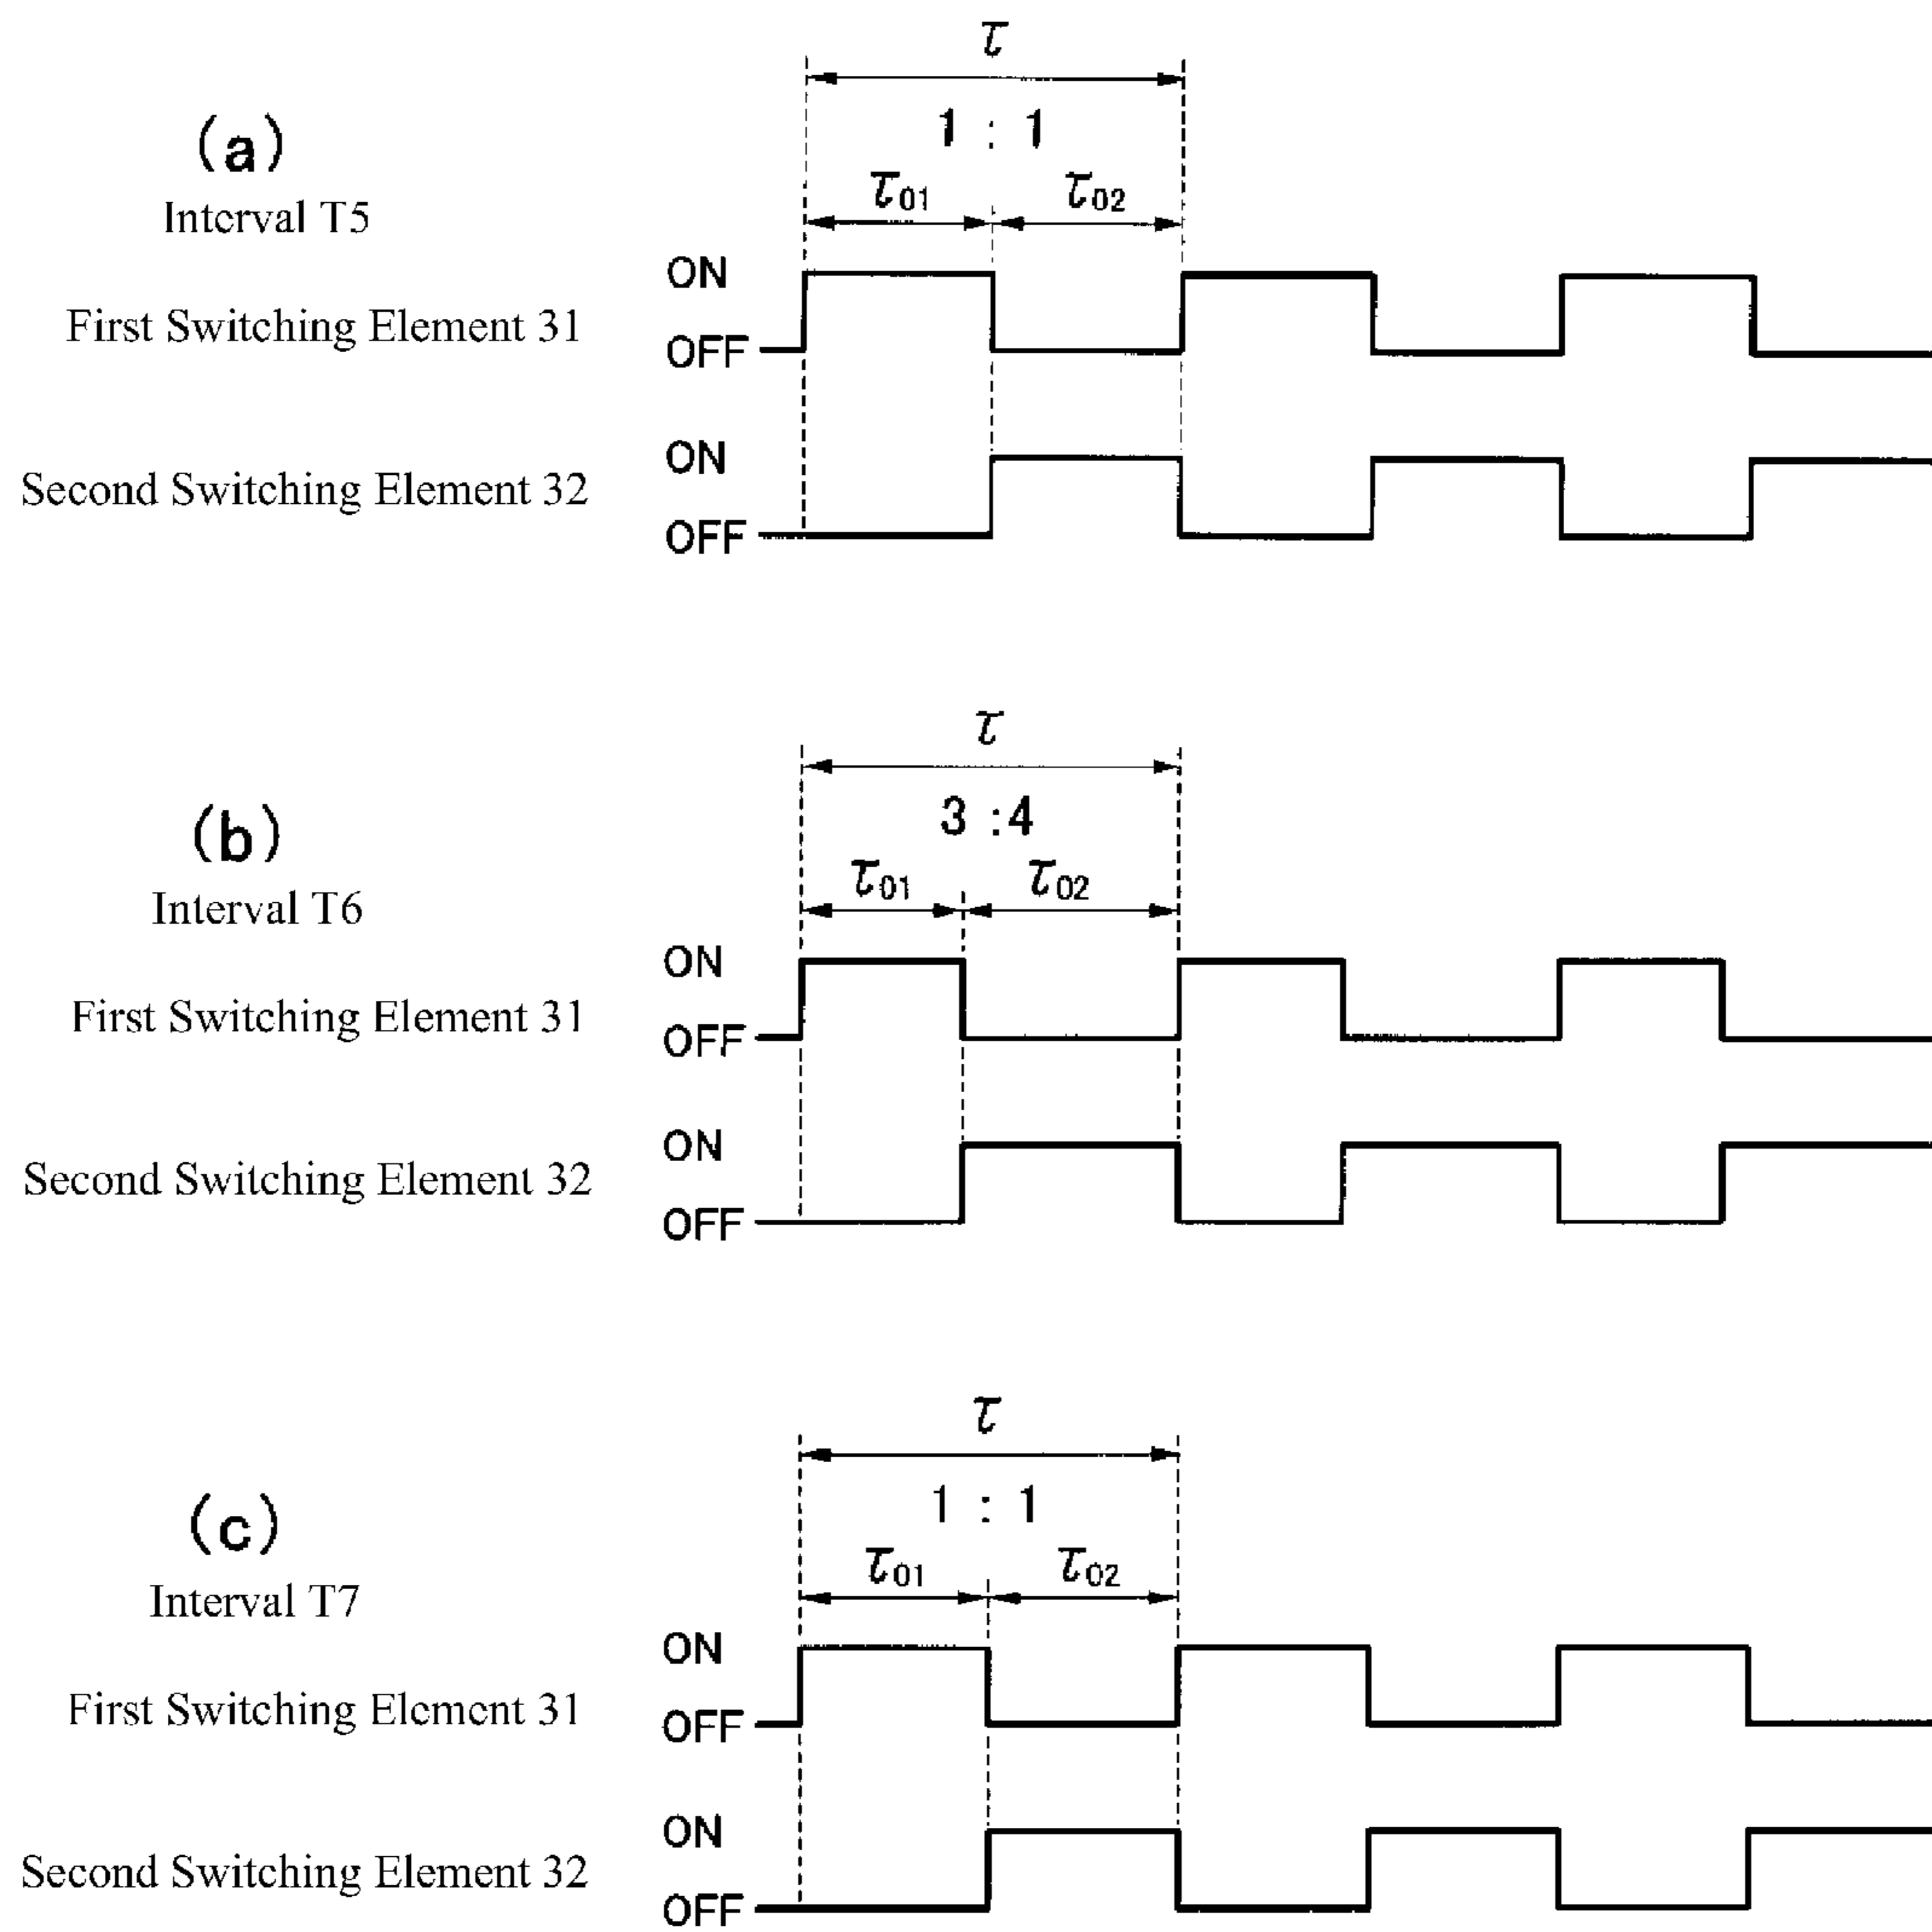 τ
1 : 1
(a)
τ01 τ02
Interval T5
ON
First Switching Element 31
OFF
ON
Second Switching Element 32
OFF
τ
3 :4
(b)
τ01 τ02
Interval T6
ON
First Switching Element 31
OFF
ON
Second Switching Element 32
OFF
τ
1 : 1
(c)
τ01 τ02
Interval T7
ON
First Switching Element 31
OFF
ON
Second Switching Element 32
OFF